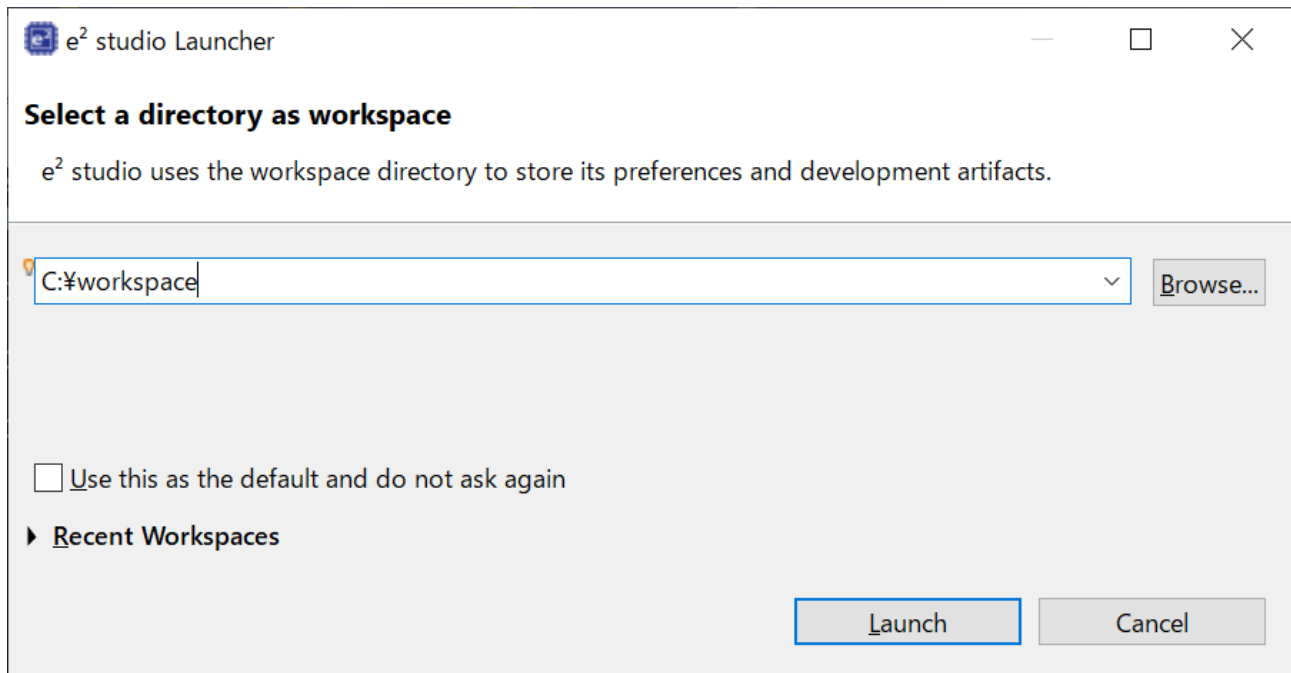 e² studio Launcher
Select a directory as workspace
e² studio uses the workspace directory to store its preferences and development artifacts.
C:¥workspace
Browse...
Use this as the default and do not ask again
Recent Workspaces
Launch
Cancel